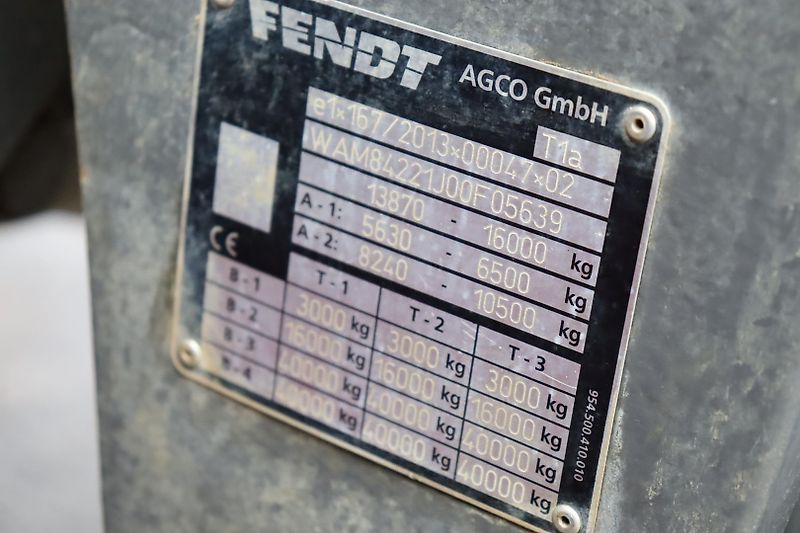 FENDT AGCO GmbH
T1a
e1×167/2013×00047×02
WAM84221J00F05639
13870 - 16000 kg
A - 1: 5630 - 6500 kg
A - 2: 8240 - 10500 kg
CE
T - 1 T - 2 T - 3
B - 1 3000 kg 3000 kg 3000 kg
B - 2 16000 kg 16000 kg 16000 kg
B - 3 40000 kg 40000 kg 40000 kg
B - 4 40000 kg 40000 kg 40000 kg
954.500.410.010